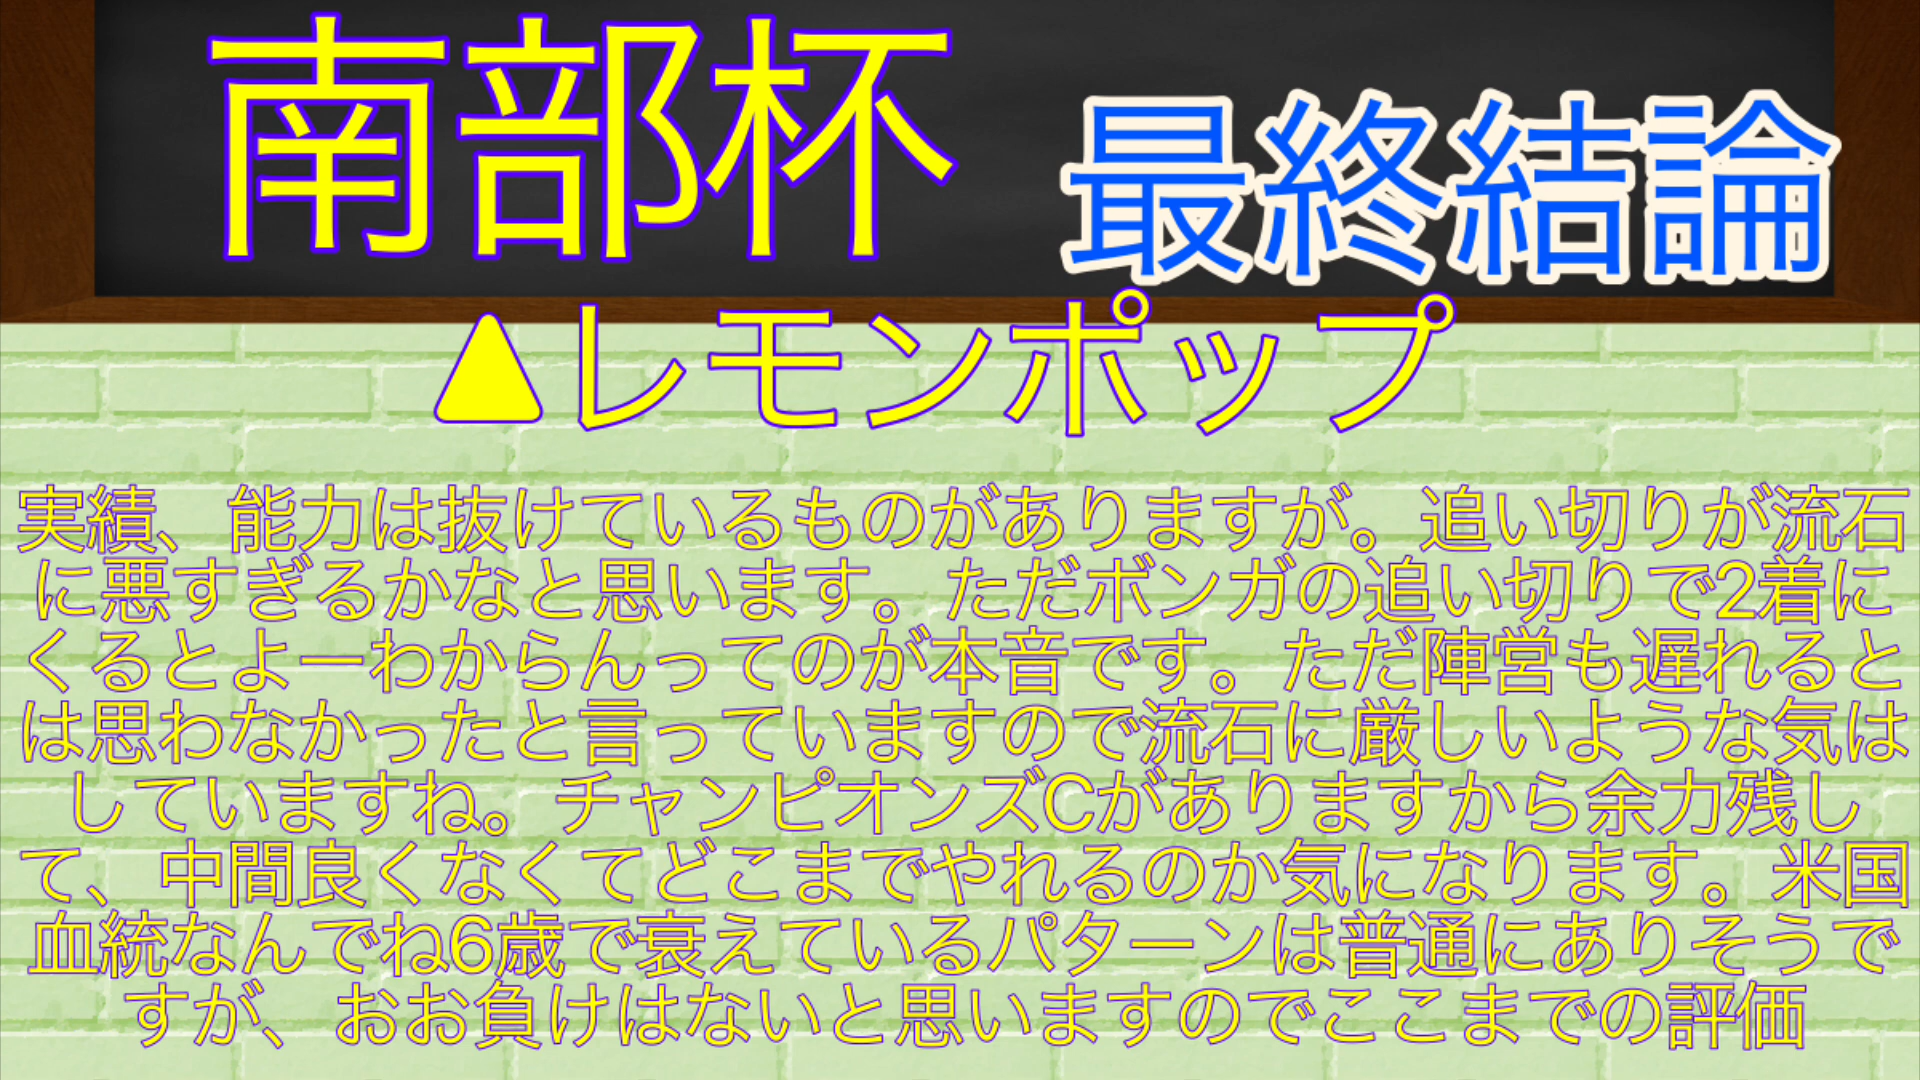 南部杯 最終結論
▲レモンポップ
実績、能力は抜けているものがありますが。追い切りが流石
に悪すぎるかなと思います。ただボンガの追い切りで2着に
くるとよーわからんってのが本音です。ただ陣営も遅れると
は思わなかったと言っていますので流石に厳しいような気は
していますね。チャンピオンズCがありますから余力残し
て、中間良くなくてどこまでやれるのか気になります。米国
血統なんでね6歳で衰えているパターンは普通にありそうで
すが、おお負けはないと思いますのでここまでの評価